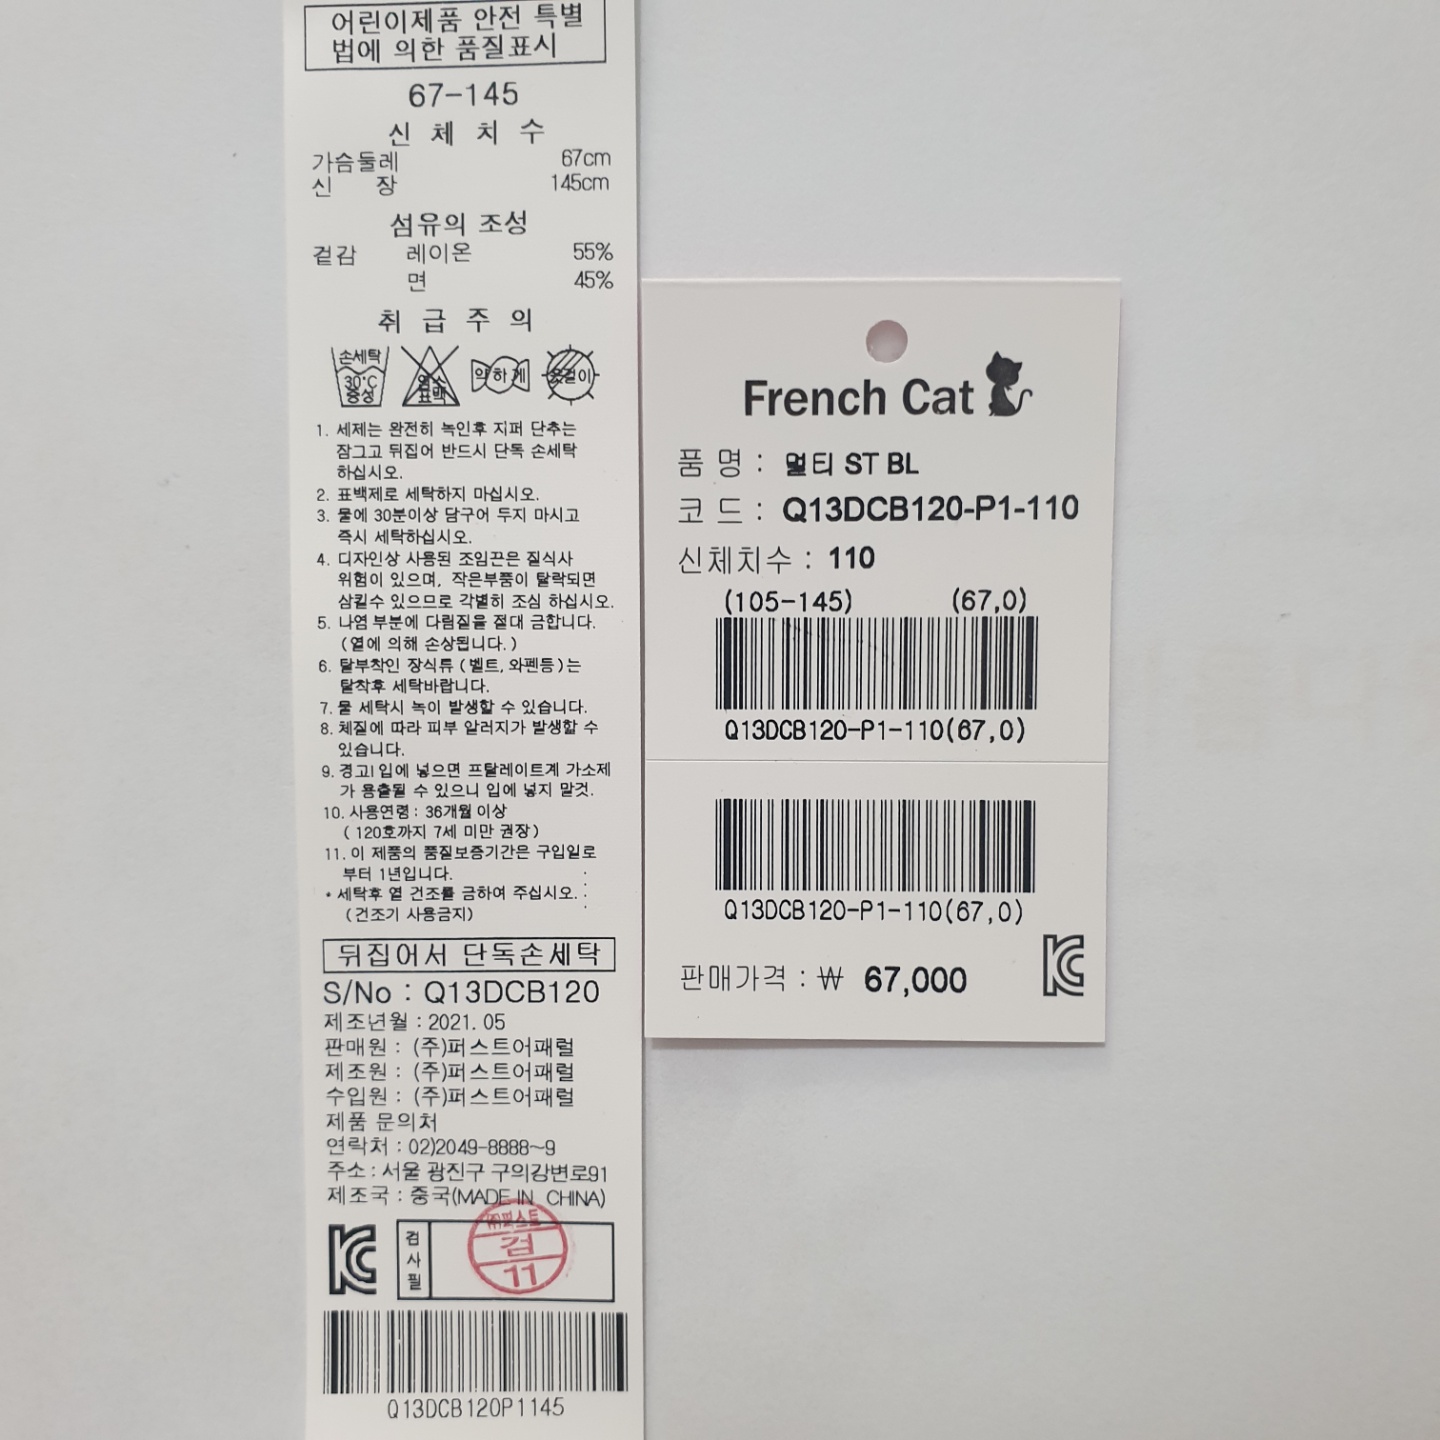 어린이제품 안전 특별
법에 의한 품질표시
67-145
신 체 치 수
가슴둘레 67cm
신 장 145cm
섬유의 조성
겉감 레이온 55%
면 45%
취 급 주 의
손세탁
30°C
중성
염소
표백
약하게
옷걸이
1. 세제는 완전히 녹인후 지퍼 단추는
잠그고 뒤집어 반드시 단독 손세탁
하십시오.
2. 표백제로 세탁하지 마십시오.
3. 물에 30분이상 담구어 두지 마시고
즉시 세탁하십시오.
4. 디자인상 사용된 조임끈은 질식사
위험이 있으며, 작은부품이 탈락되면
삼킬수 있으므로 각별히 조심 하십시오.
5. 나염 부분에 다림질을 절대 금합니다.
(열에 의해 손상됩니다.)
6. 탈부착인 장식류 (벨트, 와펜등)는
탈착후 세탁바랍니다.
7. 물 세탁시 녹이 발생할 수 있습니다.
8. 체질에 따라 피부 알러지가 발생할 수
있습니다.
9. 경고! 입에 넣으면 프탈레이트계 가소제
가 용출될 수 있으니 입에 넣지 말것.
10. 사용연령 : 36개월 이상
( 120호까지 7세 미만 권장)
11. 이 제품의 품질보증기간은 구입일로
부터 1년입니다.
* 세탁후 열 건조를 금하여 주십시오.
(건조기 사용금지)
뒤집어서 단독손세탁
S/No : Q13DCB120
제조년월 : 2021. 05
판매원 : (주)퍼스트어패럴
제조원 : (주)퍼스트어패럴
수입원 : (주)퍼스트어패럴
제품 문의처
연락처 : 02)2049-8888~9
주소 : 서울 광진구 구의강변로91
제조국 : 중국(MADE IN CHINA)
KC
검
사
필
(주)퍼스트
검
11
Q13DCB120P1145
French Cat
품 명 : 멀티 ST BL
코 드 : Q13DCB120-P1-110
신체치수 : 110
(105-145) (67,0)
Q13DCB120-P1-110(67,0)
Q13DCB120-P1-110(67,0)
판매가격 : ₩ 67,000
KC